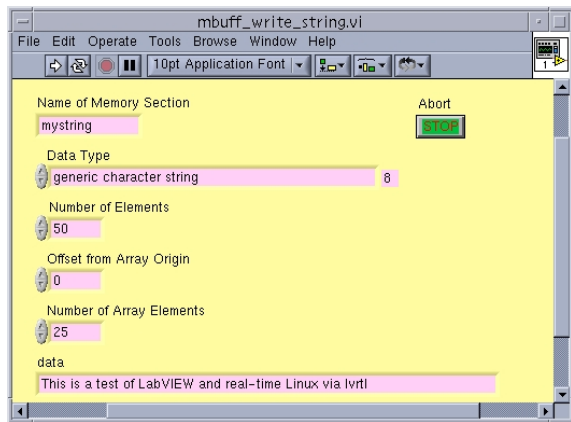 mbuff_write_string.vi
File Edit Operate Tools Browse Window Help
10pt Application Font
1
Name of Memory Section
Abort
mystring
STOP
Data Type
generic character string
8
Number of Elements
50
Offset from Array Origin
0
Number of Array Elements
25
data
This is a test of LabVIEW and real-time Linux via lvrtl